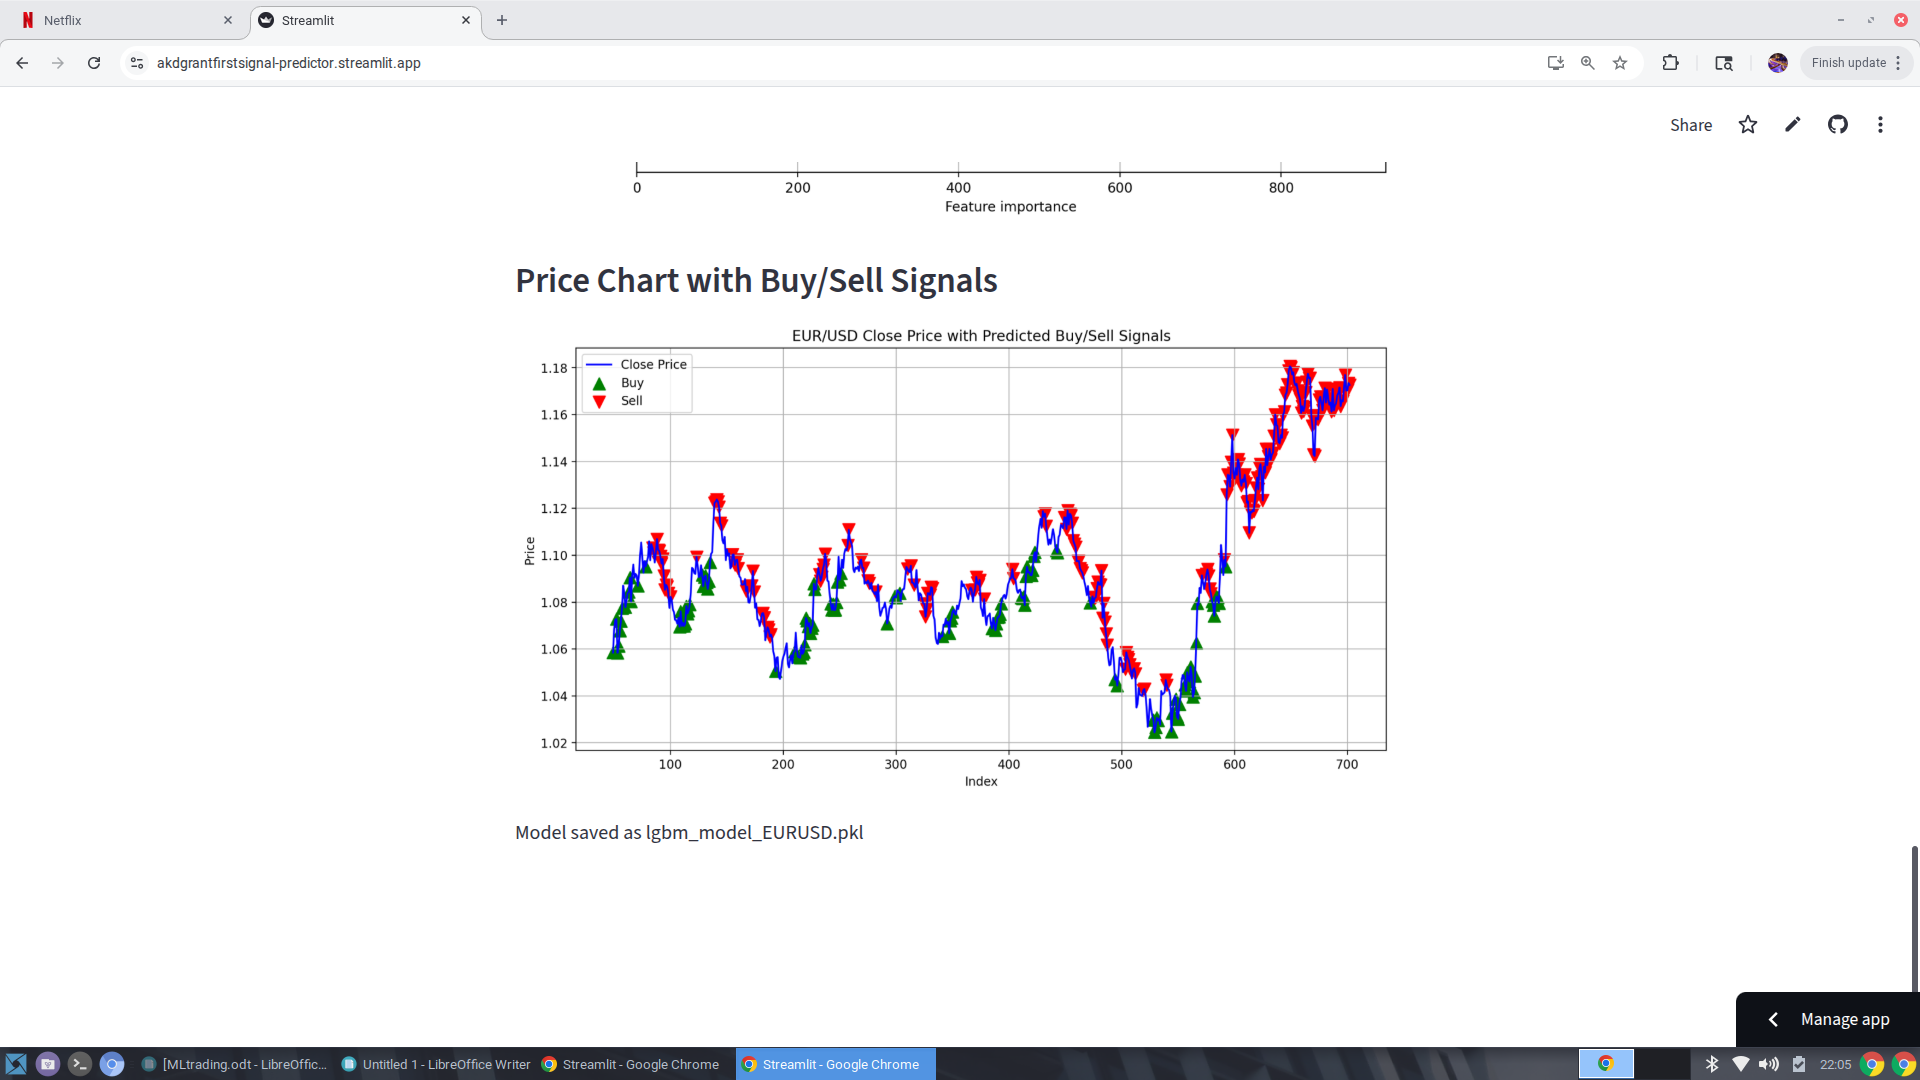 Netflix
Streamlit
akdgrantfirstsignal-predictor.streamlit.app
Finish update
Share
0 200 400 600 800
Feature importance
Price Chart with Buy/Sell Signals
EUR/USD Close Price with Predicted Buy/Sell Signals
Close Price
Buy
Sell
1.18
1.16
1.14
1.12
1.10
1.08
1.06
1.04
1.02
Price
100 200 300 400 500 600 700
Index
Model saved as lgbm_model_EURUSD.pkl
Manage app
[MLtrading.odt - LibreOffic...
Untitled 1 - LibreOffice Writer
Streamlit - Google Chrome
Streamlit - Google Chrome
22:05